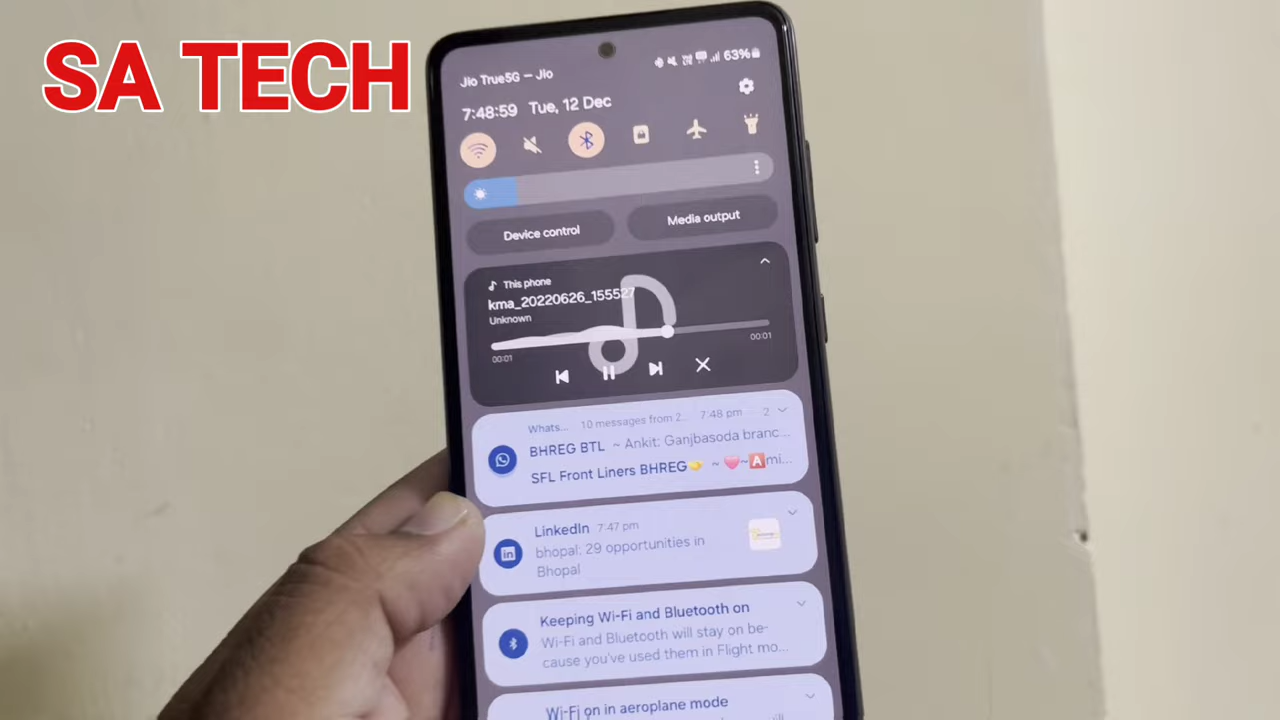 SA TECH
Jio True5G — Jio
63%
7:48:59 Tue, 12 Dec
Device control
Media output
This phone
kma_20220626_155527
Unknown
00:01
00:01
Whats... 10 messages from 2... 7:48 pm 2
BHREG BTL ~ Ankit: Ganjbasoda branc...
SFL Front Liners BHREG🤝 ~ 💗~🅰️mi...
LinkedIn 7:47 pm
bhopal: 29 opportunities in
Bhopal
Keeping Wi-Fi and Bluetooth on
Wi-Fi and Bluetooth will stay on be-
cause you've used them in Flight mo...
Wi-Fi on in aeroplane mode